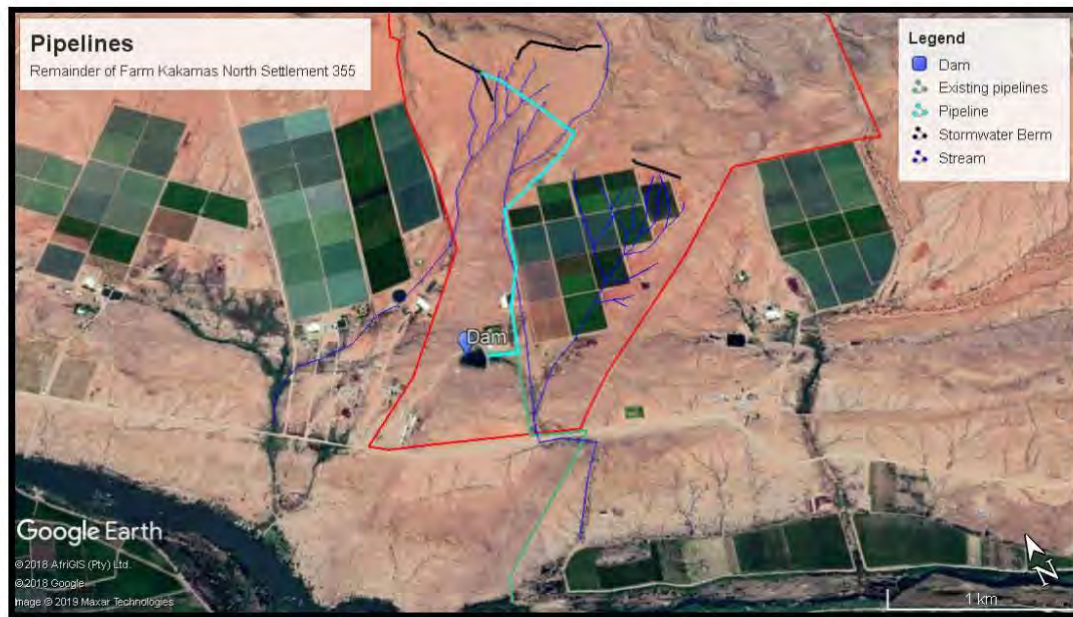 Pipelines
Remainder of Farm Kakamas North Settlement 355
Legend
Dam
Existing pipelines
Pipeline
Stormwater Berm
Stream
Dam
Google Earth
©2018 AfriGIS (Pty) Ltd.
©2018 Google
Image © 2019 Maxar Technologies
N
1 km